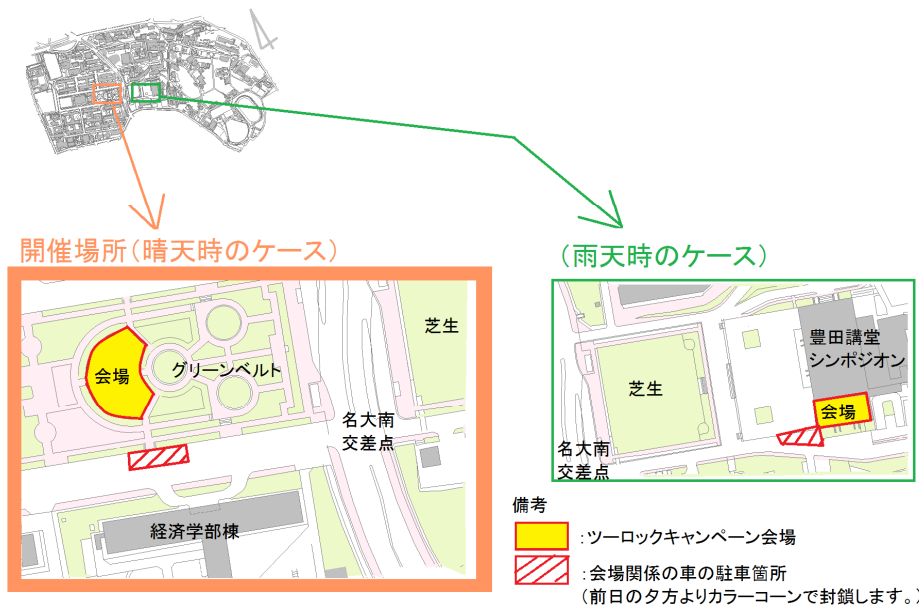 開催場所(晴天時のケース)
芝生
会場
グリーンベルト
名大南
交差点
経済学部棟
(雨天時のケース)
豊田講堂
シンポジオン
芝生
会場
名大南
交差点
備考
:ツーロックキャンペーン会場
:会場関係の車の駐車箇所
(前日の夕方よりカラーコーンで封鎖します。)